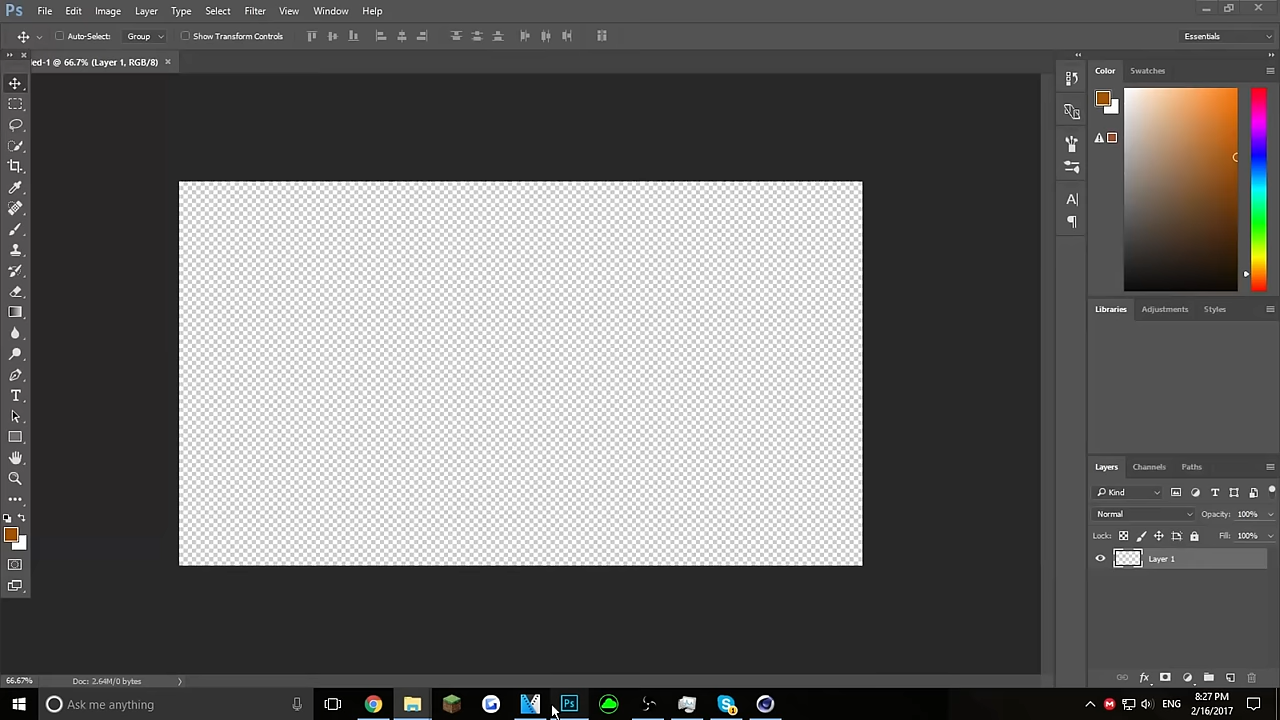 Ps File Edit Image Layer Type Select Filter View Window Help
Auto-Select: Group Show Transform Controls Essentials
ed-1 @ 66.7% (Layer 1, RGB/8) ×
Color Swatches
Libraries Adjustments Styles
Layers Channels Paths
Kind
Normal Opacity: 100%
Lock: Fill: 100%
Layer 1
fx
66.67% Doc: 2.64M/0 bytes
Ask me anything Ps ENG 8:27 PM
2/16/2017